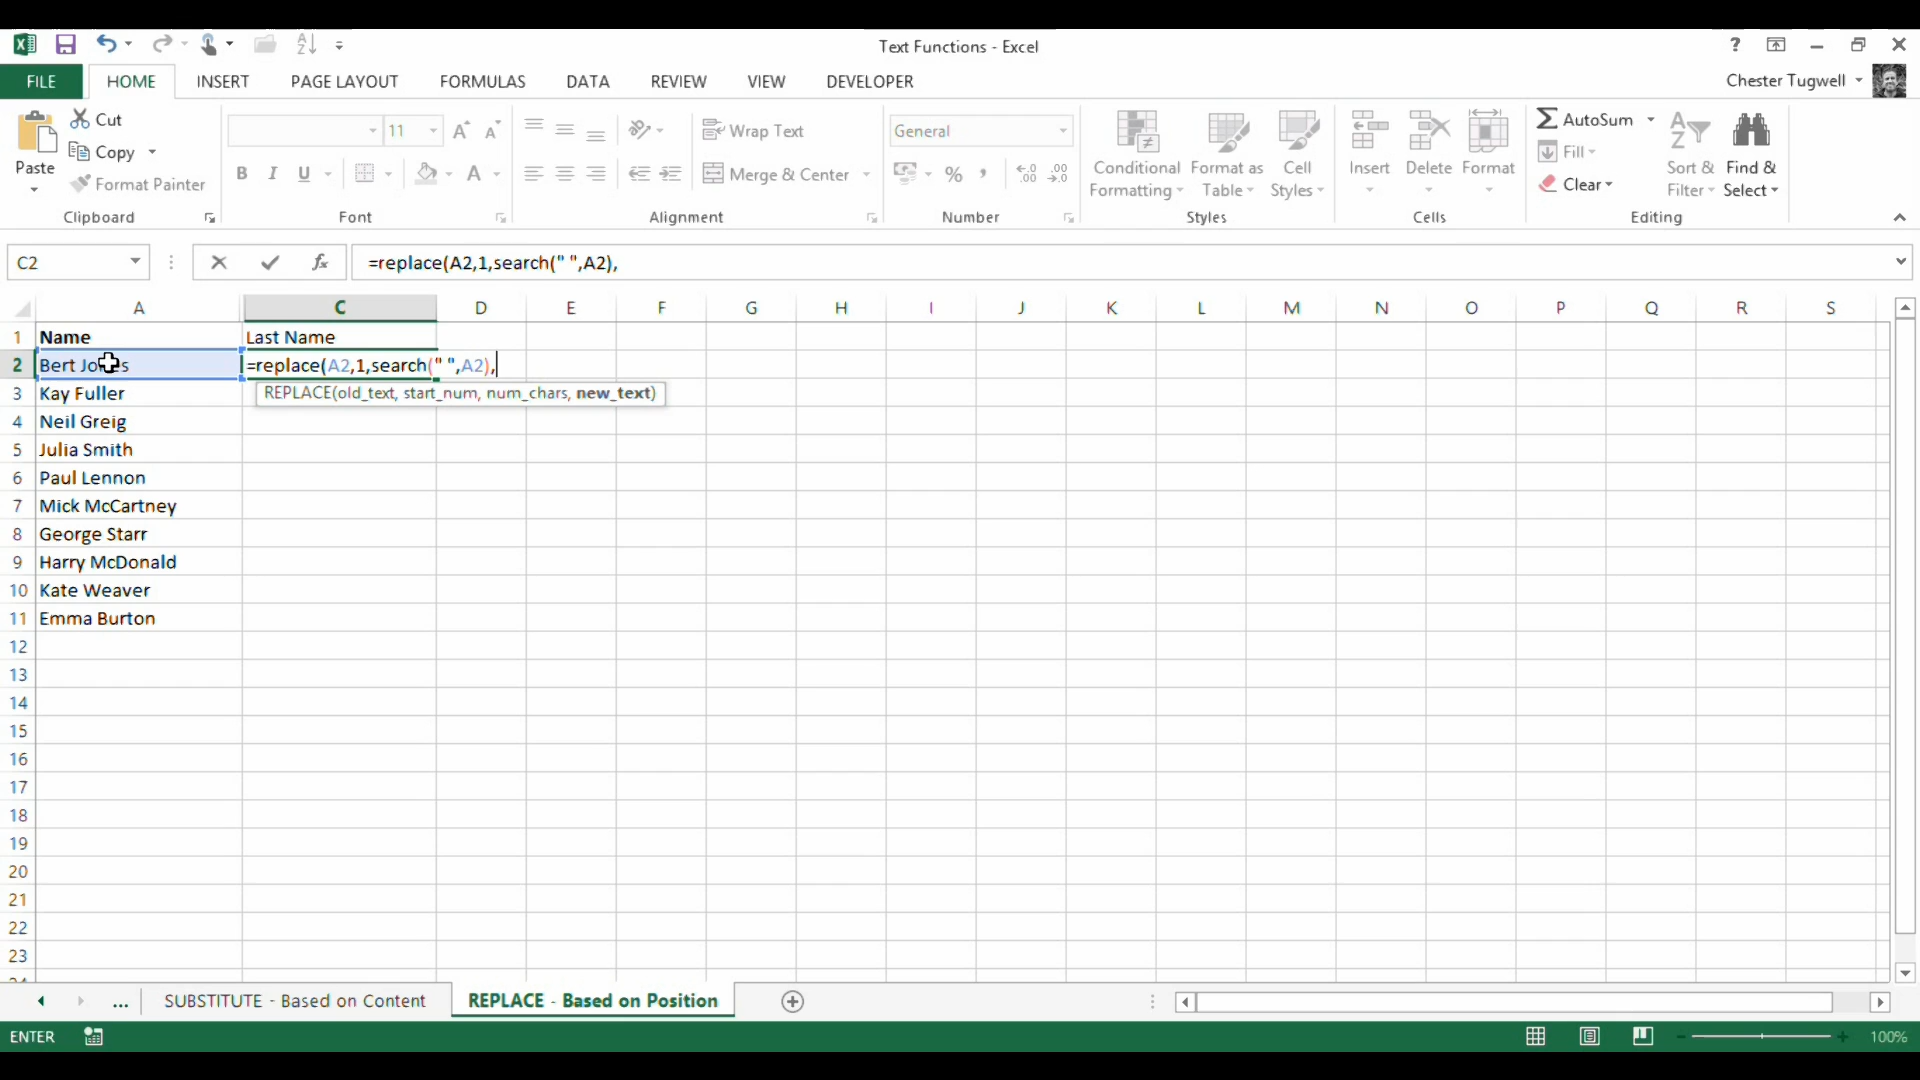 Text Functions - Excel
FILE HOME INSERT PAGE LAYOUT FORMULAS DATA REVIEW VIEW DEVELOPER Chester Tugwell
Paste
Cut
Copy
Format Painter
Clipboard
11
B I U
Font
Wrap Text
Merge & Center
Alignment
General
%
Number
Conditional Formatting
Format as Table
Cell Styles
Styles
Insert
Delete
Format
Cells
AutoSum
Fill
Clear
Sort & Filter
Find & Select
Editing
C2 fx =replace(A2,1,search(" ",A2),
A C D E F G H I J K L M N O P Q R S
1 Name Last Name
2 Bert Jones =replace(A2,1,search(" ",A2),
REPLACE(old_text, start_num, num_chars, new_text)
3 Kay Fuller
4 Neil Greig
5 Julia Smith
6 Paul Lennon
7 Mick McCartney
8 George Starr
9 Harry McDonald
10 Kate Weaver
11 Emma Burton
12
13
14
15
16
17
18
19
20
21
22
23
... SUBSTITUTE - Based on Content REPLACE - Based on Position
ENTER 100%